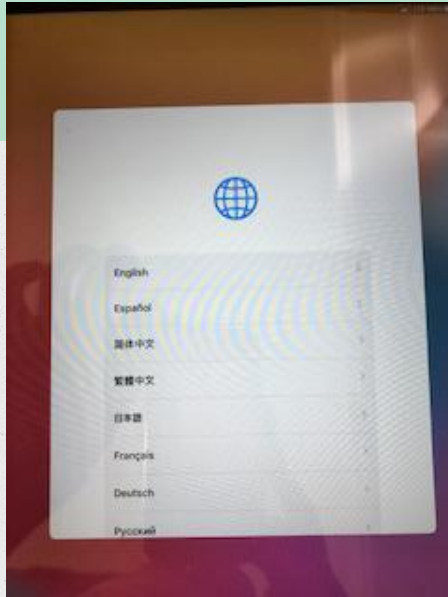 English
Español
简体中文
繁體中文
日本語
Français
Deutsch
Русский